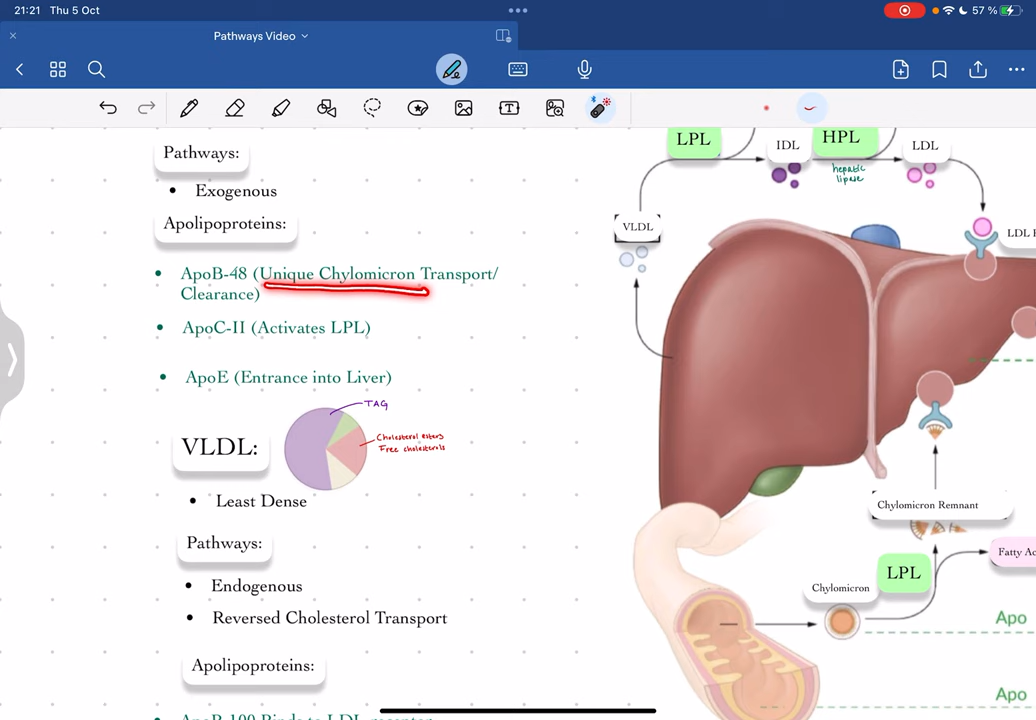 21:21 Thu 5 Oct
57 %
Pathways Video
Pathways:
• Exogenous
Apolipoproteins:
• ApoB-48 (Unique Chylomicron Transport/
Clearance)
• ApoC-II (Activates LPL)
• ApoE (Entrance into Liver)
TAG
Cholesterol esters
Free cholesterols
VLDL:
• Least Dense
Pathways:
• Endogenous
• Reversed Cholesterol Transport
Apolipoproteins:
LPL
IDL
HPL
LDL
hepatic
lipase
VLDL
LDL
Chylomicron Remnant
LPL
Fatty
Chylomicron
Apo
Apo